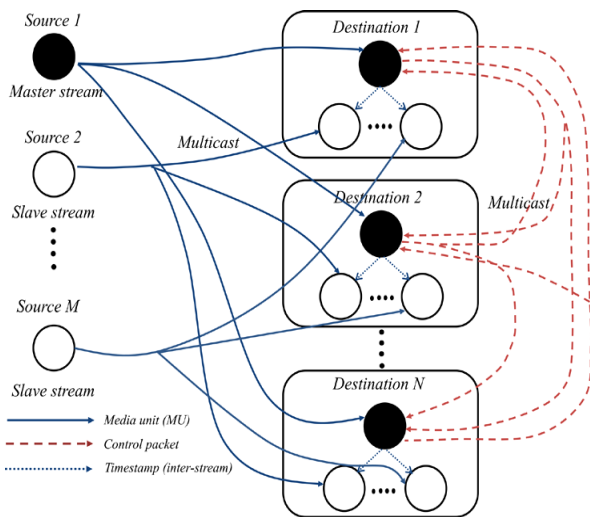 Source 1
Master stream
Source 2
Slave stream
Source M
Slave stream
Multicast
Destination 1
Destination 2
Multicast
Destination N
Media unit (MU)
Control packet
Timestamp (inter-stream)